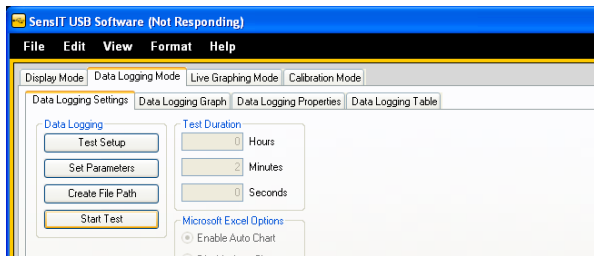 SensIT USB Software (Not Responding)
File Edit View Format Help
Display Mode Data Logging Mode Live Graphing Mode Calibration Mode
Data Logging Settings Data Logging Graph Data Logging Properties Data Logging Table
Data Logging
Test Setup
Set Parameters
Create File Path
Start Test
Test Duration
0 Hours
2 Minutes
0 Seconds
Microsoft Excel Options
Enable Auto Chart